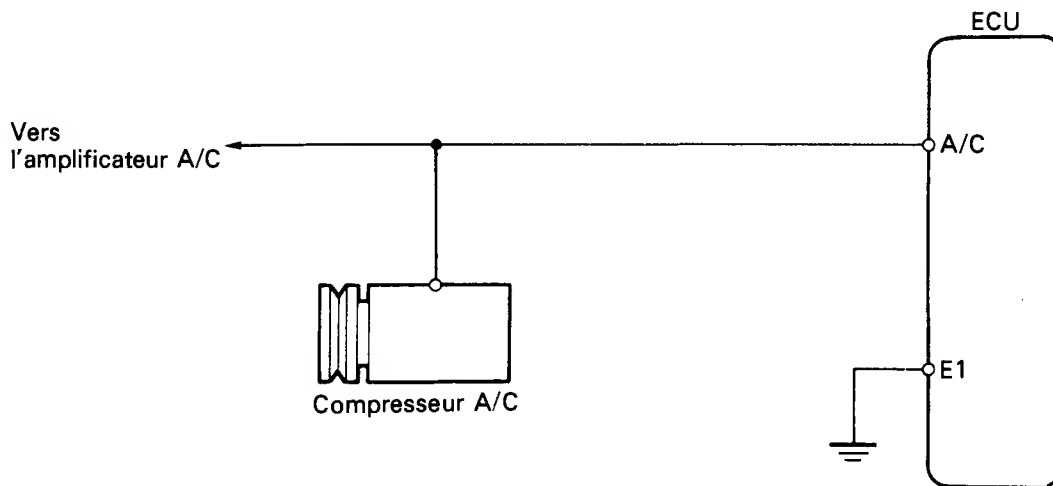 ECU
Vers
l'amplificateur A/C
A/C
Compresseur A/C
E1